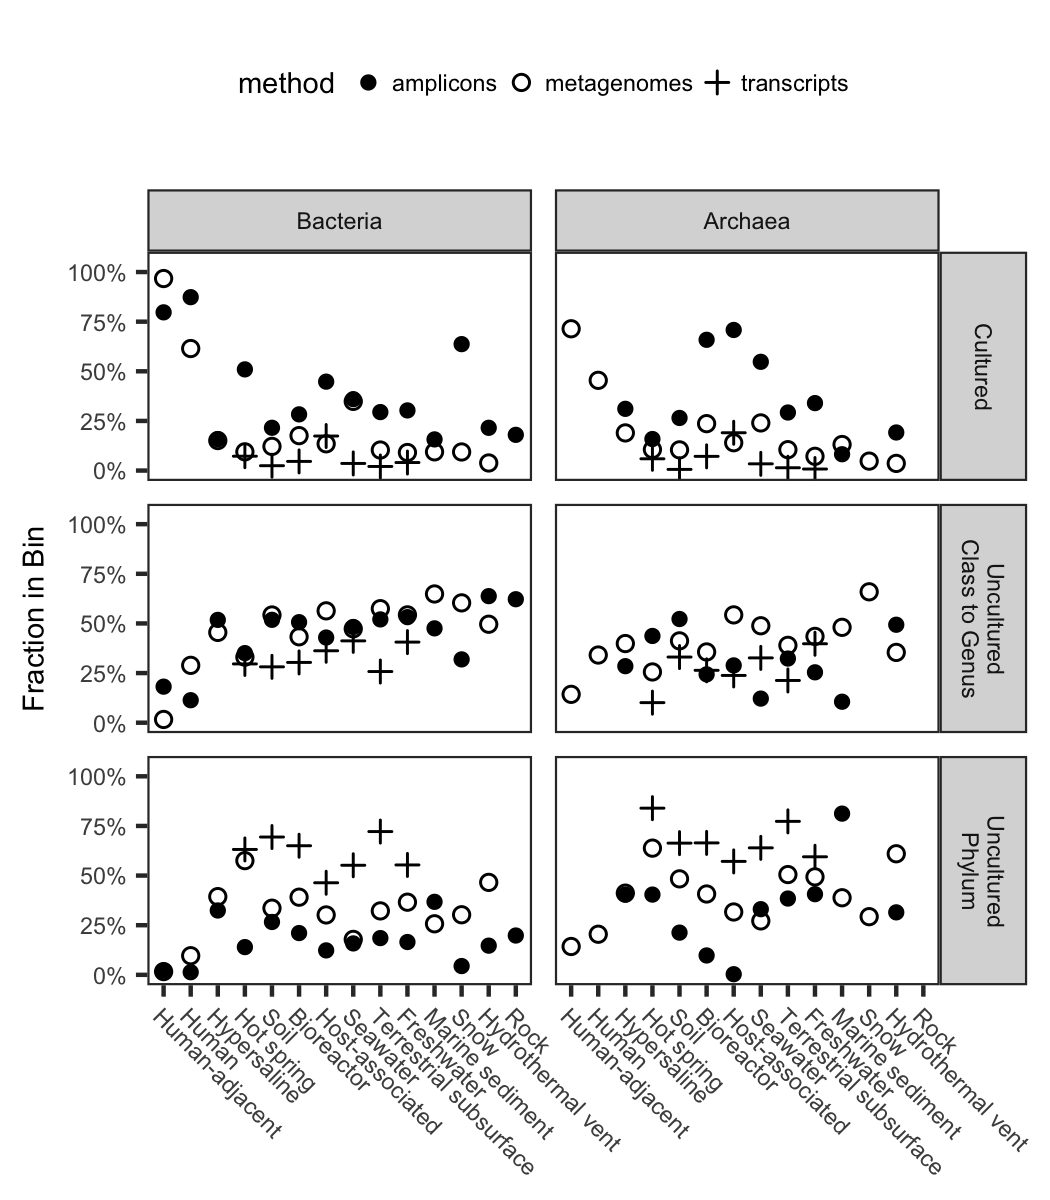 method amplicons metagenomes transcripts
Bacteria Archaea
100%
75%
50%
25%
0%
Cultured
Fraction in Bin
100%
75%
50%
25%
0%
Uncultured
Class to Genus
100%
75%
50%
25%
0%
Uncultured
Phylum
Human-adjacent
Human
Hypersaline
Hot spring
Soil
Bioreactor
Host-associated
Seawater
Terrestrial subsurface
Freshwater
Marine sediment
Snow
Hydrothermal vent
Rock
Human-adjacent
Human
Hypersaline
Hot spring
Soil
Bioreactor
Host-associated
Seawater
Terrestrial subsurface
Freshwater
Marine sediment
Snow
Hydrothermal vent
Rock